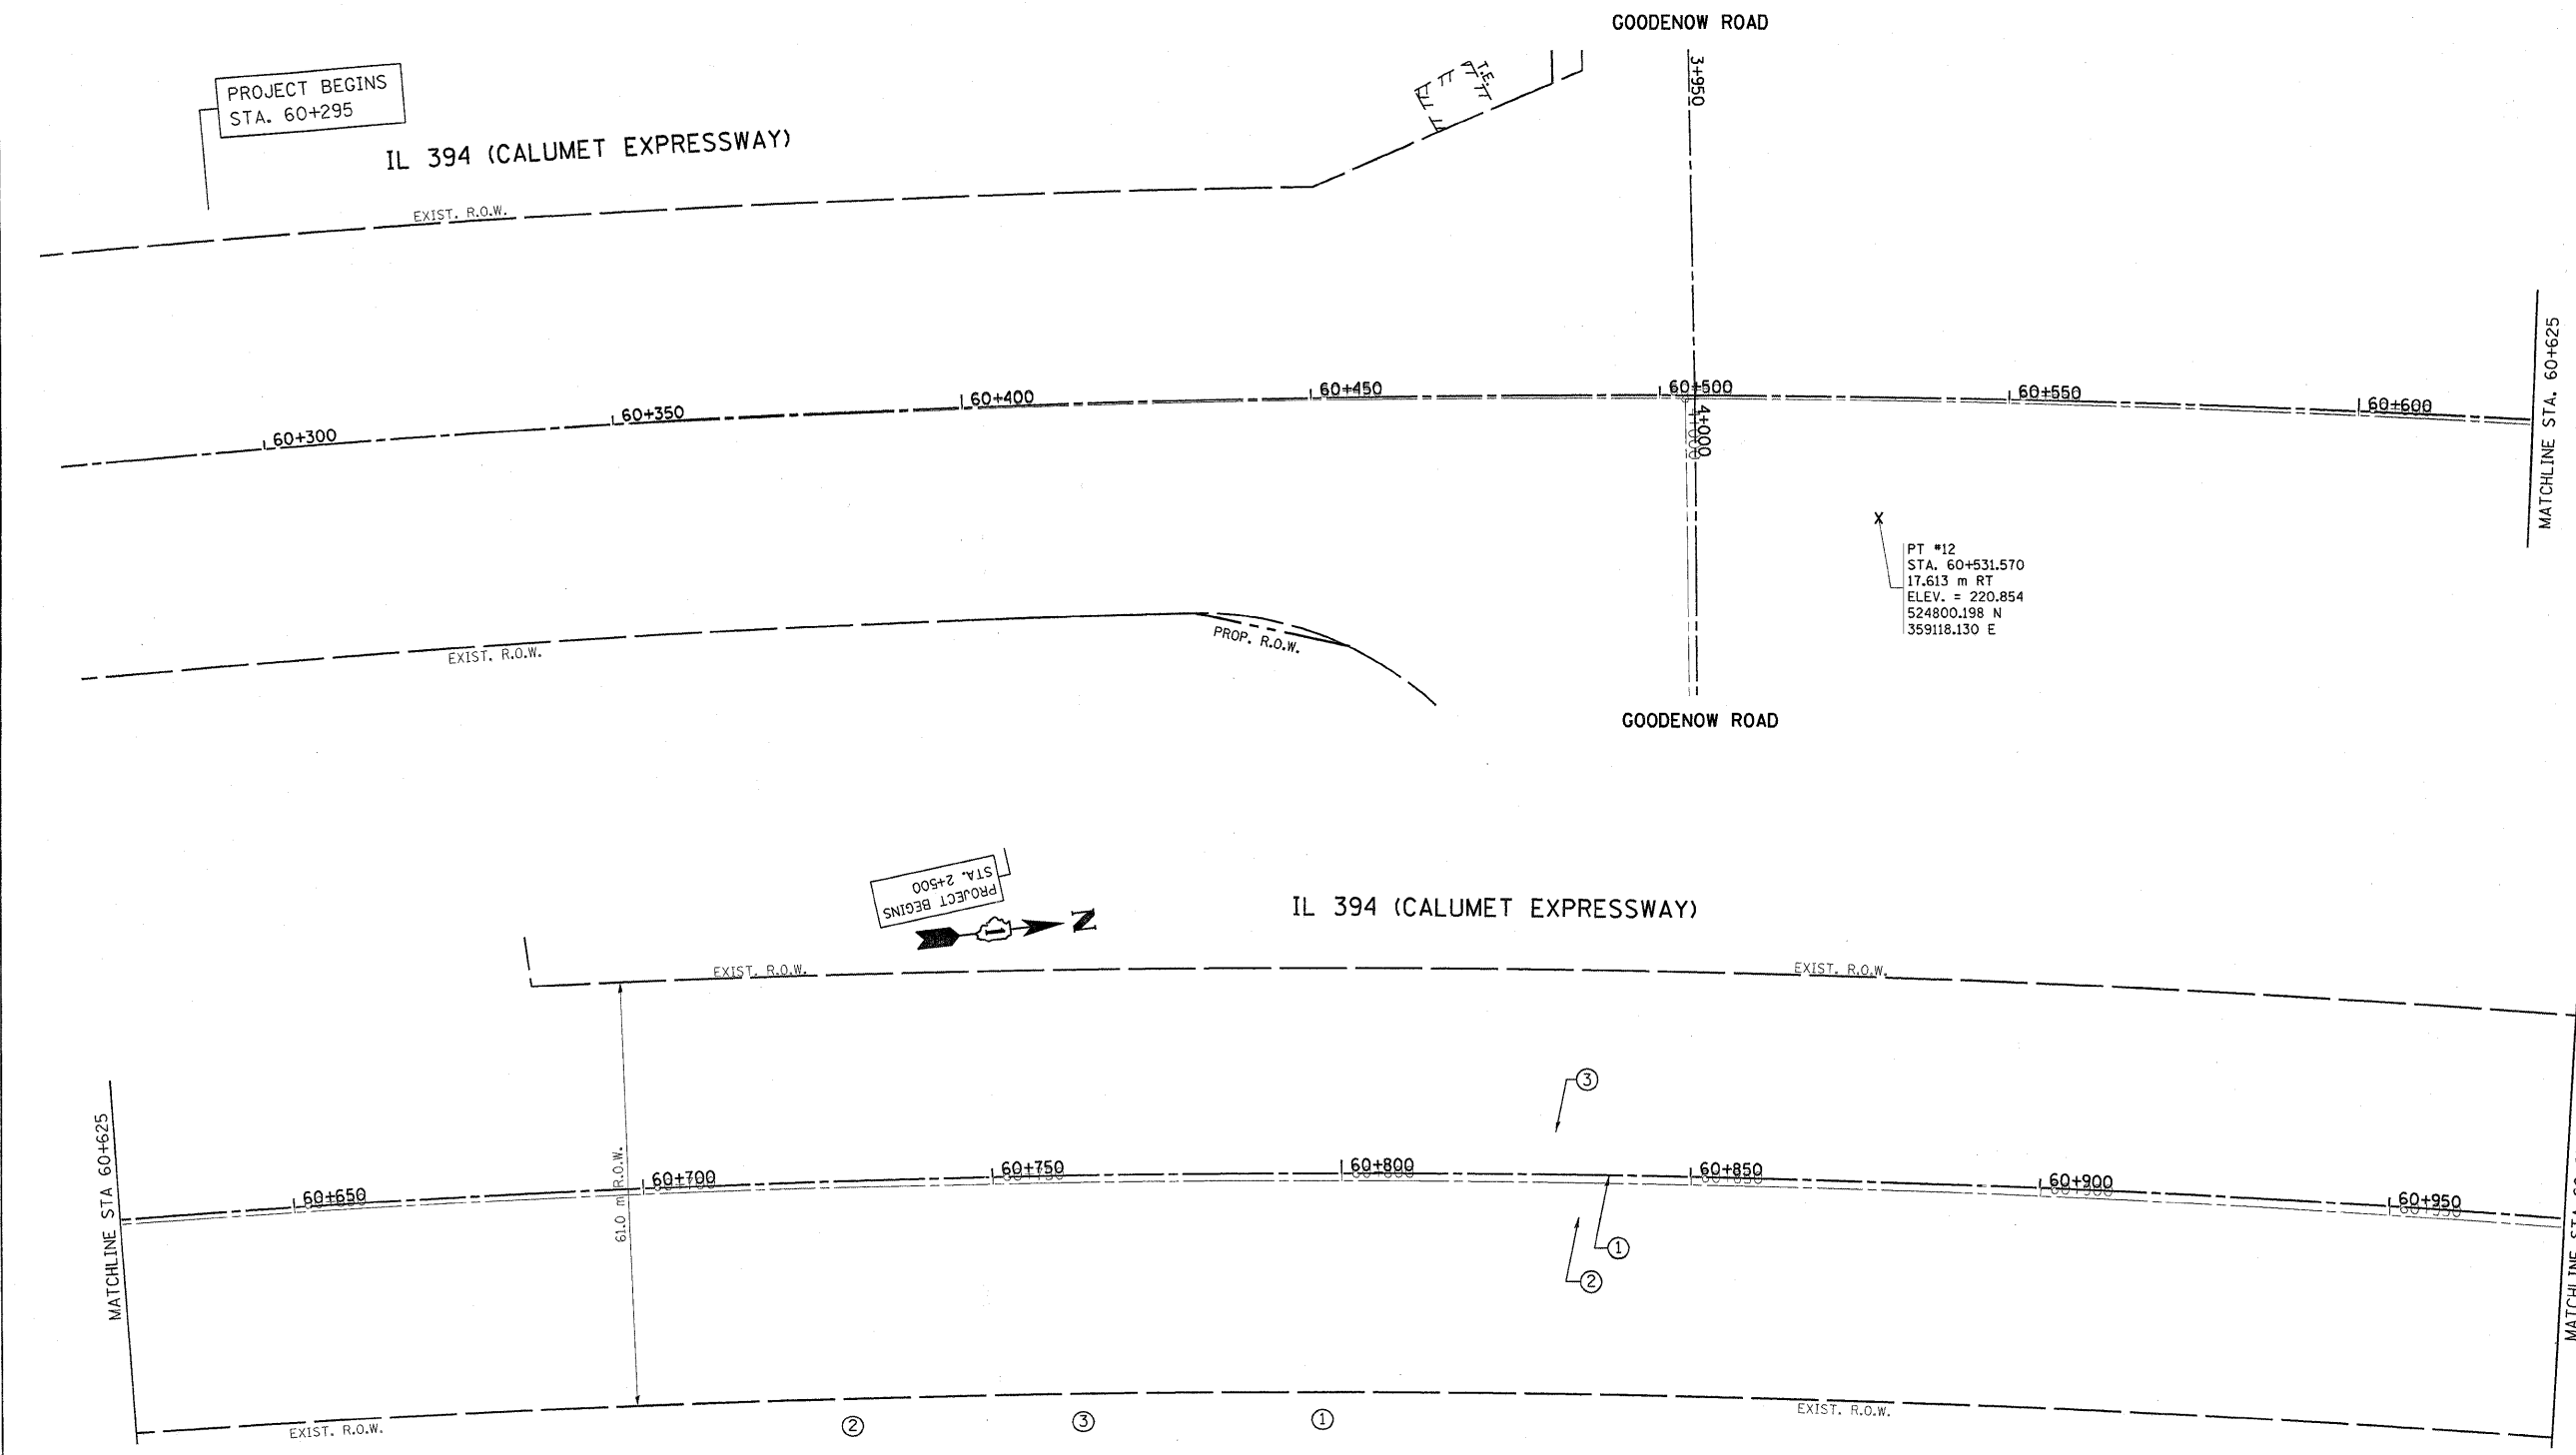 GOODENOW ROAD
PROJECT BEGINS
STA. 60+295
IL 394 (CALUMET EXPRESSWAY)
T.E.
3+950
EXIST. R.O.W.
60+300
60+350
60+400
60+450
60+500
60+550
60+600
4+000
MATCHLINE STA. 60+625
X
PT #12
STA. 60+531.570
17.613 m RT
ELEV. = 220.854
524800.198 N
359118.130 E
EXIST. R.O.W.
PROP. R.O.W.
GOODENOW ROAD
PROJECT BEGINS
STA. 2+500
N
IL 394 (CALUMET EXPRESSWAY)
EXIST. R.O.W.
EXIST. R.O.W.
3
MATCHLINE STA 60+625
61.0 m R.O.W.
60+650
60+700
60+750
60+800
60+850
60+900
60+950
1
2
MATCHLINE STA.
EXIST. R.O.W.
2
3
1
EXIST. R.O.W.